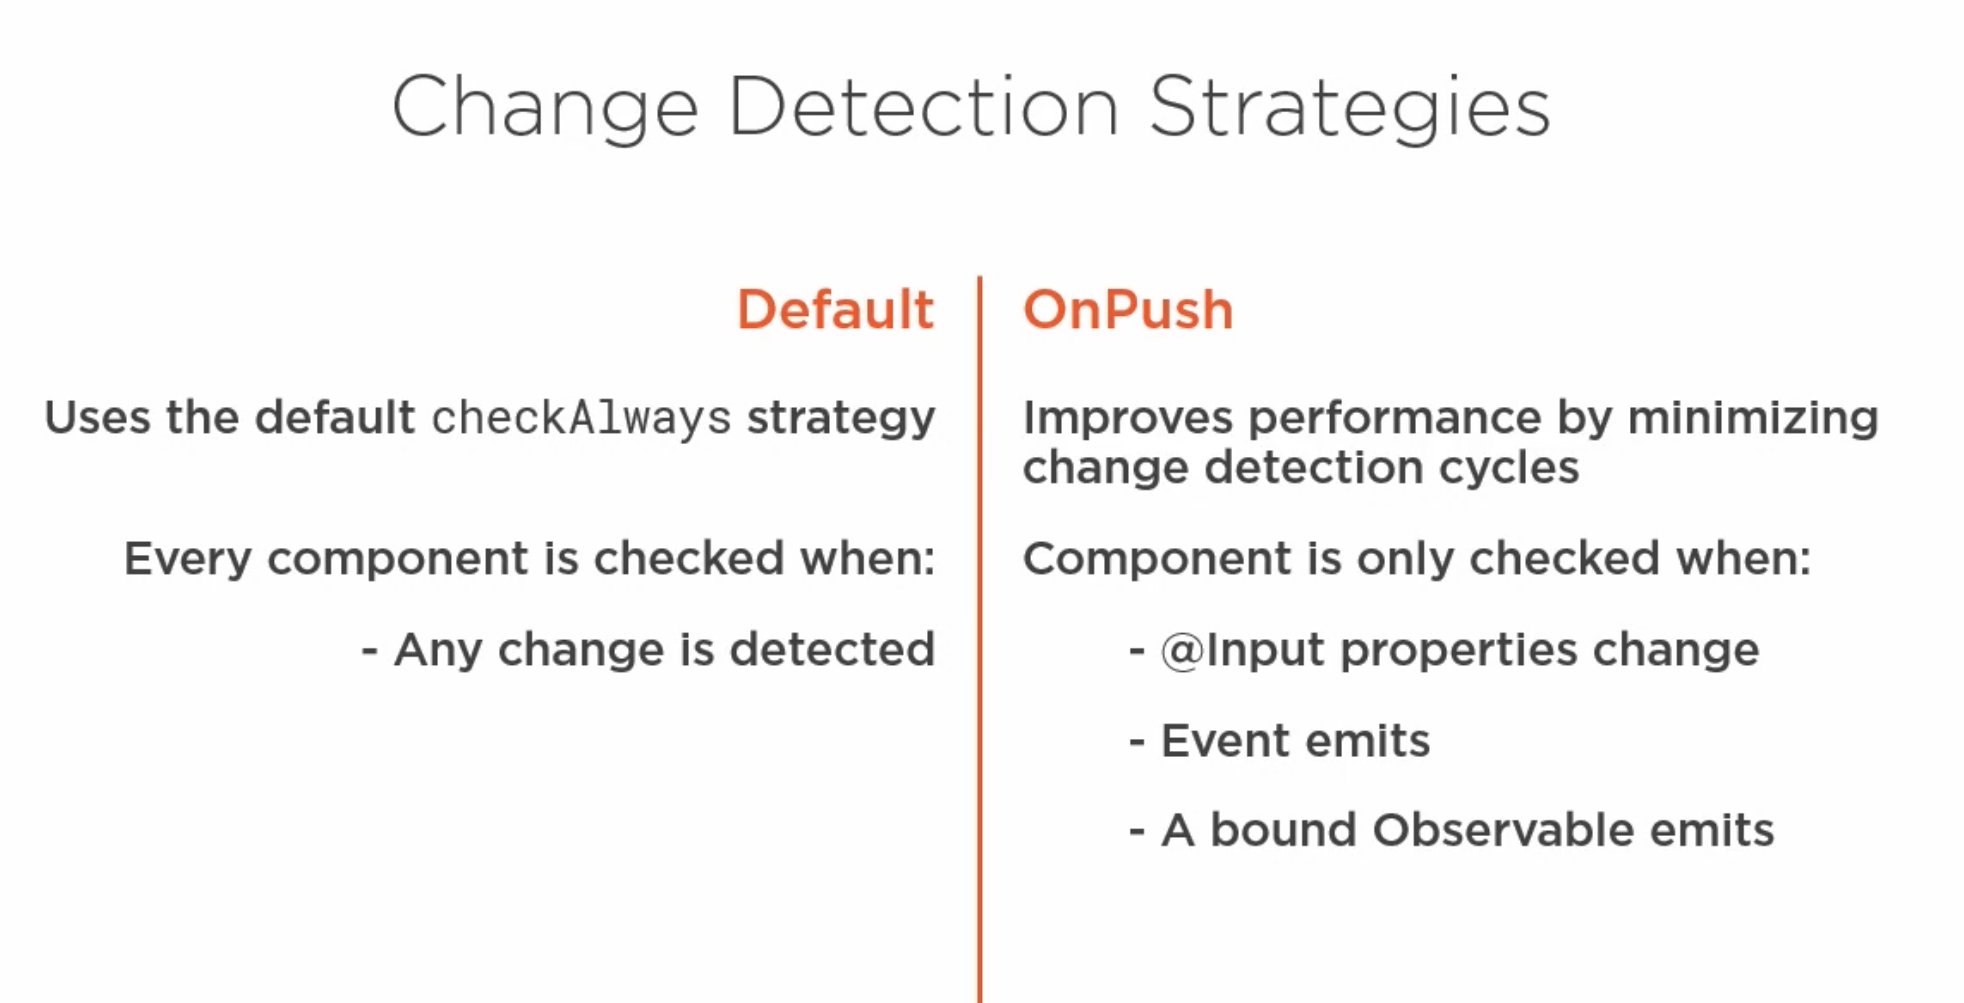 Change Detection Strategies
Default
Uses the default checkAlways strategy
Every component is checked when:
- Any change is detected
OnPush
Improves performance by minimizing
change detection cycles
Component is only checked when:
- @Input properties change
- Event emits
- A bound Observable emits